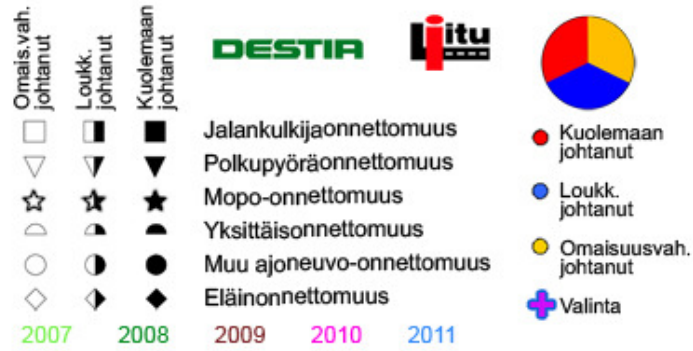 Omais.vah.
johtanut
Loukk.
johtanut
Kuolemaan
johtanut
DESTIA
Liitu
Jalankulkijaonnettomuus
Polkupyöräonnettomuus
Mopo-onnettomuus
Yksittäisonnettomuus
Muu ajoneuvo-onnettomuus
Eläinonnettomuus
2007 2008 2009 2010 2011
Kuolemaan
johtanut
Loukk.
johtanut
Omaisuusvah.
johtanut
Valinta